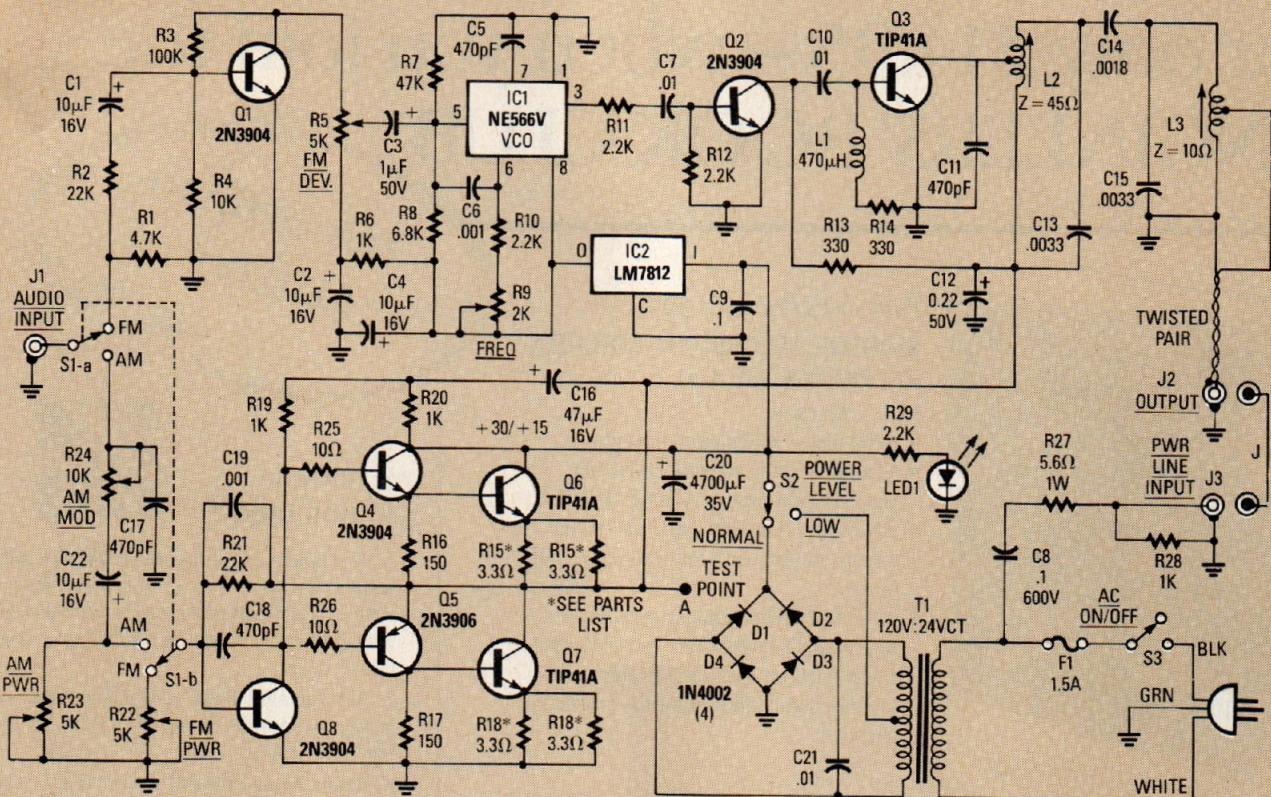 R3
100K
C1
10μF
16V
+
R2
22K
R1
4.7K
Q1
2N3904
R4
10K
J1
AUDIO
INPUT
S1-a
FM
AM
R5
5K
FM
DEV.
R7
47K
C5
470pF
7
1
3
5
IC1
NE566V
VCO
6
8
+
C3
1μF
50V
C6
.001
R8
6.8K
R10
2.2K
R6
1K
+
C2
10μF
16V
C4
10μF
16V
+
R9
2K
FREQ
R11
2.2K
C7
.01
Q2
2N3904
R12
2.2K
C10
.01
Q3
TIP41A
L1
470μH
C11
470pF
R13
330
R14
330
O
IC2
LM7812
I
C
C9
.1
C12
0.22
50V
+
L2
Z = 45Ω
C13
.0033
C14
.0018
C15
.0033
L3
Z = 10Ω
TWISTED
PAIR
J2
OUTPUT
J
PWR
LINE
INPUT
J3
R27
5.6Ω
1W
R28
1K
R29
2.2K
LED1
R24
10K
AM
MOD
C17
470pF
C22
10μF
16V
+
AM
FM
S1-b
AM
PWR
R23
5K
R22
5K
FM
PWR
R19
1K
R20
1K
+
C16
47μF
16V
+30/+15
R25
10Ω
C19
.001
R21
22K
C18
470pF
R26
10Ω
Q4
2N3904
Q6
TIP41A
R16
150
R15*
3.3Ω
R15*
3.3Ω
Q5
2N3906
*SEE PARTS
LIST
Q7
TIP41A
R17
150
R18*
3.3Ω
R18*
3.3Ω
Q8
2N3904
+
C20
4700μF
35V
S2
POWER
LEVEL
NORMAL
LOW
TEST
POINT
A
D1
D2
D3
D4
1N4002
(4)
C21
.01
T1
120V:24VCT
C8
.1
600V
AC
ON/OFF
F1
1.5A
S3
BLK
GRN
WHITE